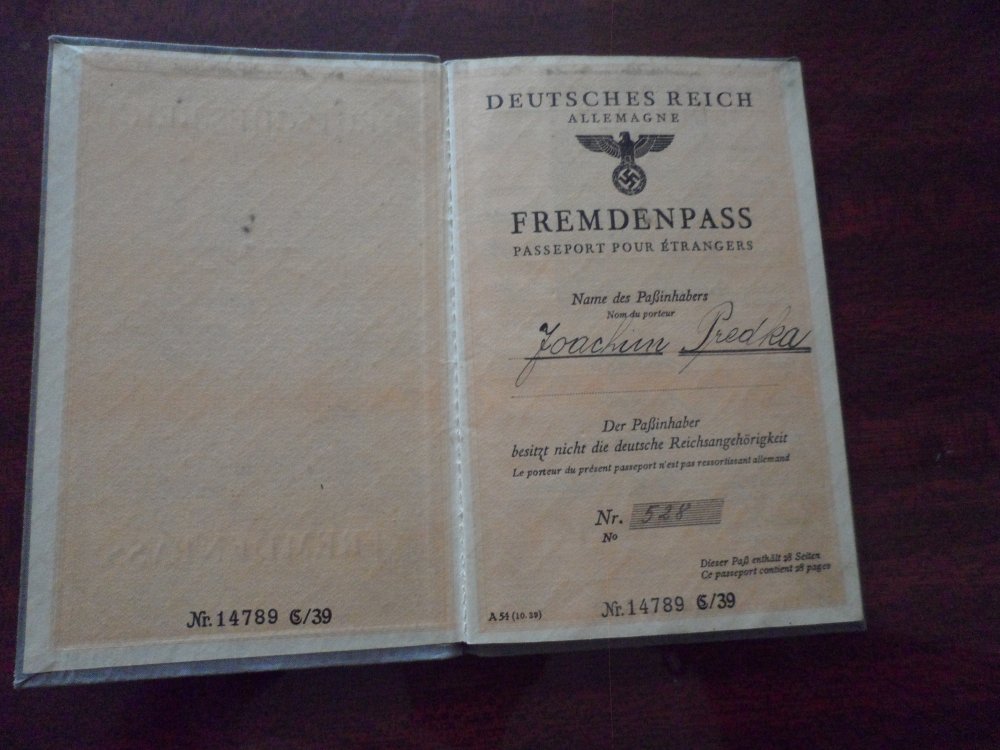 Nr. 14789 C/39
DEUTSCHES REICH
ALLEMAGNE
FREMDENPASS
PASSEPORT POUR ÉTRANGERS
Name des Paßinhabers
Nom du porteur
Joachim Predka
Der Paßinhaber
besitzt nicht die deutsche Reichsangehörigkeit
Le porteur du présent passeport n'est pas ressortissant allemand
Nr. 528
No
Dieser Paß enthält 28 Seiten
Ce passeport contient 28 pages
A 54 (10. 39)
Nr. 14789 C/39